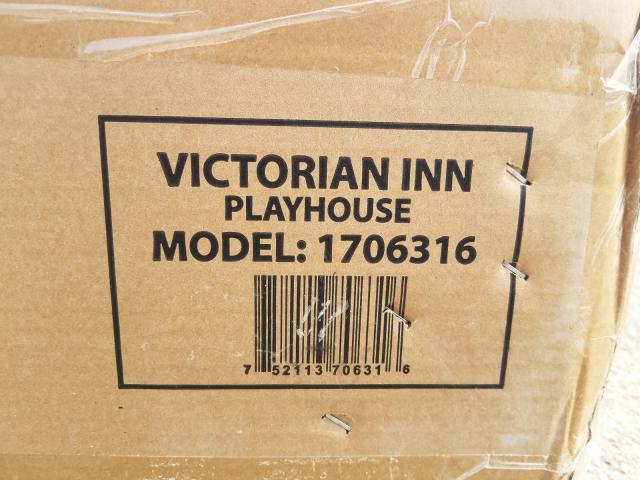 VICTORIAN INN
PLAYHOUSE
MODEL: 1706316
7 52113 70631 6